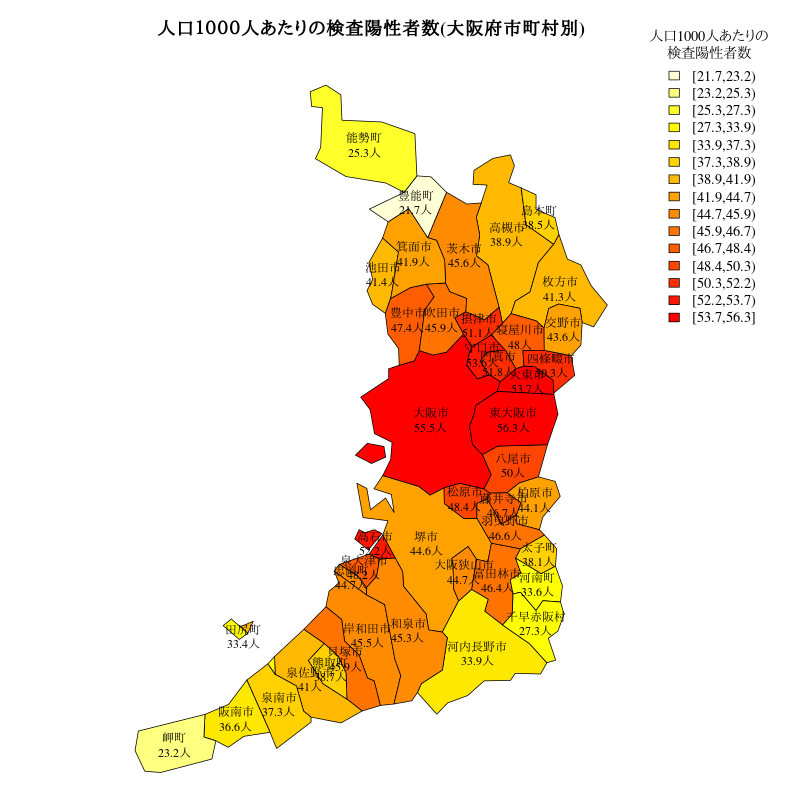 人口1000人あたりの検査陽性者数(大阪府市町村別)
人口1000人あたりの
検査陽性者数
[21.7,23.2)
[23.2,25.3)
[25.3,27.3)
[27.3,33.9)
[33.9,37.3)
[37.3,38.9)
[38.9,41.9)
[41.9,44.7)
[44.7,45.9)
[45.9,46.7)
[46.7,48.4)
[48.4,50.3)
[50.3,52.2)
[52.2,53.7)
[53.7,56.3]
能勢町
25.3人
豊能町
21.7人
島本町
38.5人
高槻市
38.9人
茨木市
45.6人
箕面市
41.9人
池田市
41.4人
枚方市
41.3人
豊中市
47.4人
吹田市
45.9人
摂津市
51.1人
寝屋川市
48人
交野市
43.6人
守口市
53.6人
門真市
51.8人
四條畷市
50.3人
大東市
53.7人
大阪市
55.5人
東大阪市
56.3人
八尾市
50人
松原市
48.4人
藤井寺市
46.7人
柏原市
44.1人
羽曳野市
46.6人
高石市
52.2人
堺市
44.6人
太子町
38.1人
泉大津市
48.2人
忠岡町
44.7人
大阪狭山市
44.7人
富田林市
46.4人
河南町
33.6人
千早赤阪村
27.3人
田尻町
33.4人
岸和田市
45.5人
和泉市
45.3人
河内長野市
33.9人
貝塚市
45.9人
熊取町
38.7人
泉佐野市
41人
泉南市
37.3人
阪南市
36.6人
岬町
23.2人